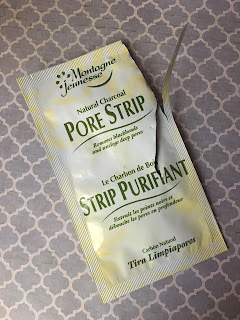 Montagne
Jeunesse
Natural Charcoal
PORE STRIP
Removes blackheads
and unclogs deep pores
Le Charbon de Bois
STRIP PURIFIANT
Extrait les points noirs et
débouche les pores en profondeur
Carbón Natural
Tira Limpiaporos